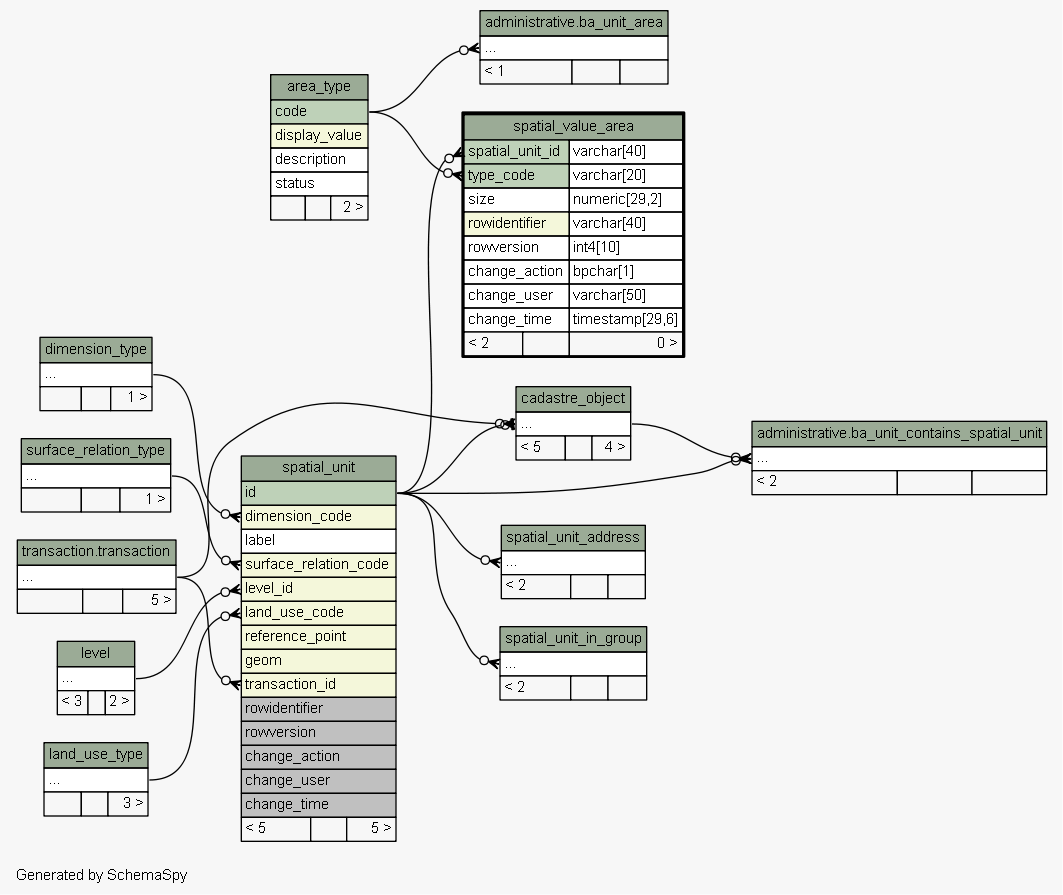 administrative.ba_unit_area
...
< 1
area_type
code
display_value
description
status
2 >
spatial_value_area
spatial_unit_id varchar[40]
type_code varchar[20]
size numeric[29,2]
rowidentifier varchar[40]
rowversion int4[10]
change_action bpchar[1]
change_user varchar[50]
change_time timestamp[29,6]
< 2 0 >
dimension_type
...
1 >
cadastre_object
...
< 5 4 >
administrative.ba_unit_contains_spatial_unit
...
< 2
surface_relation_type
...
1 >
transaction.transaction
...
5 >
level
...
< 3 2 >
land_use_type
...
3 >
spatial_unit
id
dimension_code
label
surface_relation_code
level_id
land_use_code
reference_point
geom
transaction_id
rowidentifier
rowversion
change_action
change_user
change_time
< 5 5 >
spatial_unit_address
...
< 2
spatial_unit_in_group
...
< 2
Generated by SchemaSpy